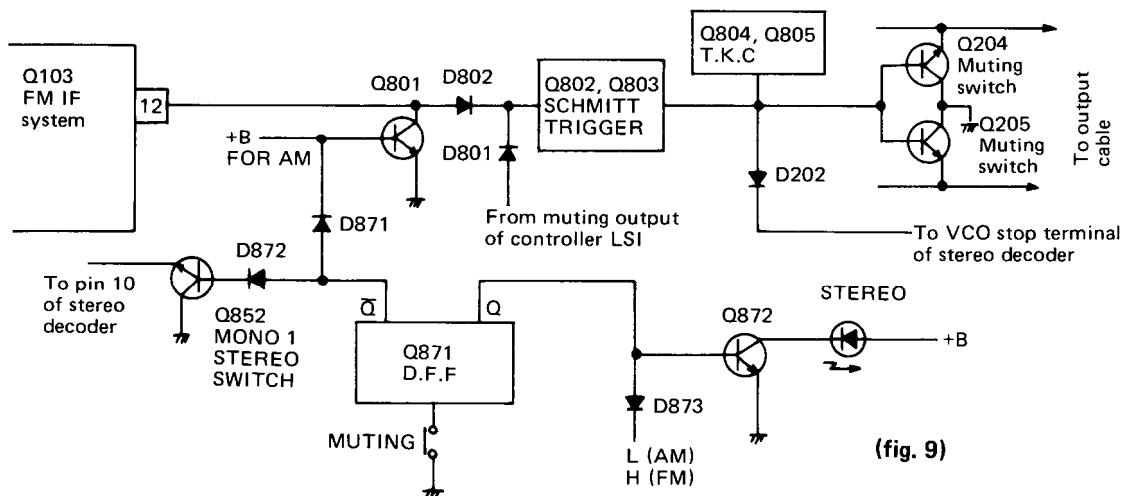 Q103
FM IF
system
12
Q801
D802
+B
FOR AM
D801
Q802, Q803
SCHMITT
TRIGGER
Q804, Q805
T.K.C
Q204
Muting
switch
Q205
Muting
switch
To output
cable
D202
From muting output
of controller LSI
To VCO stop terminal
of stereo decoder
D871
D872
To pin 10
of stereo
decoder
Q852
MONO 1
STEREO
SWITCH
Q̅
Q
Q871
D.F.F
MUTING
Q872
STEREO
+B
D873
L (AM)
H (FM)
(fig. 9)